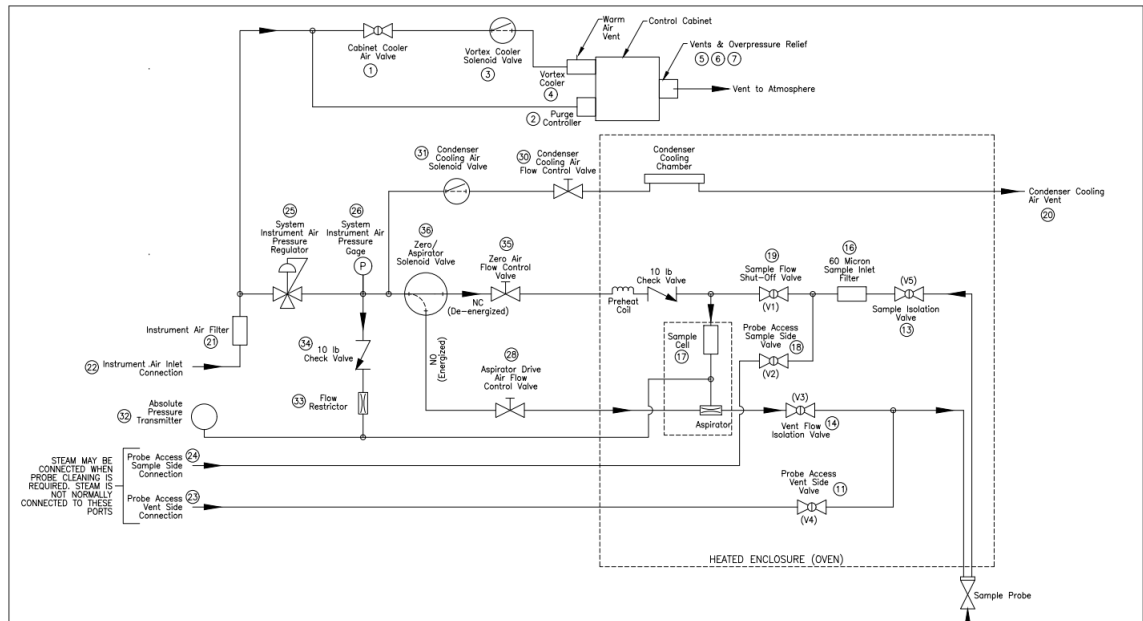 Cabinet Cooler
Air Valve
1
Vortex Cooler
Solenoid Valve
3
Warm
Air
Vent
Control Cabinet
Vents & Overpressure Relief
5 6 7
Vent to Atmosphere
Vortex
Cooler
4
2 Purge
Controller
31 Condenser
Cooling Air
Solenoid Valve
30 Condenser
Cooling Air
Flow Control Valve
Condenser
Cooling
Chamber
Condenser Cooling
Air Vent
20
25
System
Instrument Air
Pressure
Regulator
26
System
Instrument Air
Pressure
Gage
P
36
Zero/
Aspirator
Solenoid Valve
35
Zero Air
Flow Control
Valve
NC
(De-energized)
NO
(Energized)
Preheat
Coil
10 lb
Check Valve
19
Sample Flow
Shut-Off Valve
(V1)
16
60 Micron
Sample Inlet
Filter
(V5)
Sample Isolation
Valve
13
Instrument Air Filter
21
22 Instrument Air Inlet
Connection
34 10 lb
Check Valve
33 Flow
Restrictor
28
Aspirator Drive
Air Flow
Control Valve
Sample
Cell
17
Probe Access
Sample Side
Valve 18
(V2)
Aspirator
(V3)
Vent Flow 14
Isolation Valve
32 Absolute
Pressure
Transmitter
STEAM MAY BE
CONNECTED WHEN
PROBE CLEANING IS
REQUIRED. STEAM IS
NOT NORMALLY
CONNECTED TO THESE
PORTS
Probe Access 24
Sample Side
Connection
Probe Access 23
Vent Side
Connection
Probe Access
Vent Side 11
Valve
(V4)
HEATED ENCLOSURE (OVEN)
Sample Probe